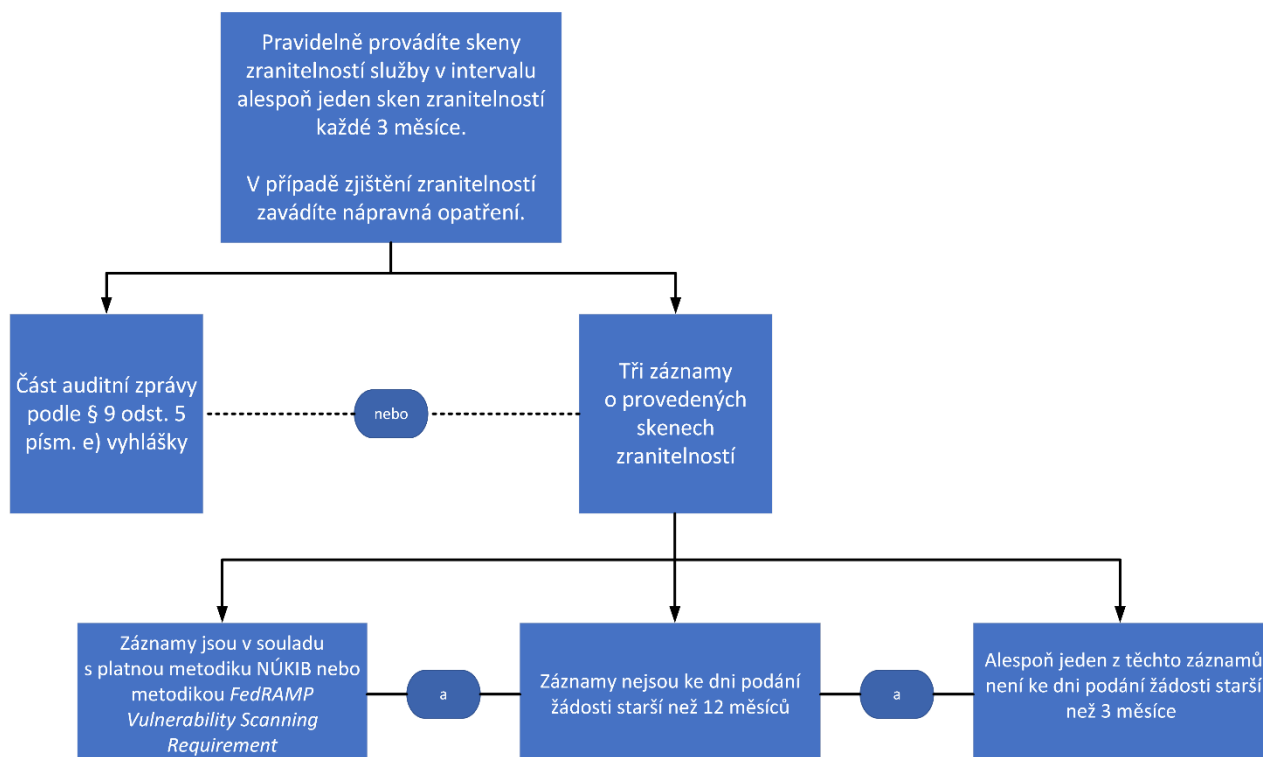 Pravidelně provádíte skeny
zranitelností služby v intervalu
alespoň jeden sken zranitelností
každé 3 měsíce.
V případě zjištění zranitelností
zavádíte nápravná opatření.
Část auditní zprávy
podle § 9 odst. 5
písm. e) vyhlášky
nebo
Tři záznamy
o provedených
skenech
zranitelností
Záznamy jsou v souladu
s platnou metodiku NÚKIB nebo
metodikou FedRAMP
Vulnerability Scanning
Requirement
a
Záznamy nejsou ke dni podání
žádosti starší než 12 měsíců
a
Alespoň jeden z těchto záznamů
není ke dni podání žádosti starší
než 3 měsíce